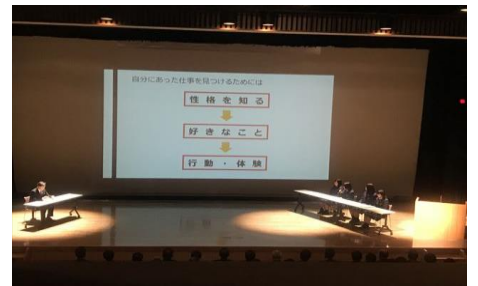 自分にあった仕事を見つけるためには
性格を知る
好きなこと
行動・体験